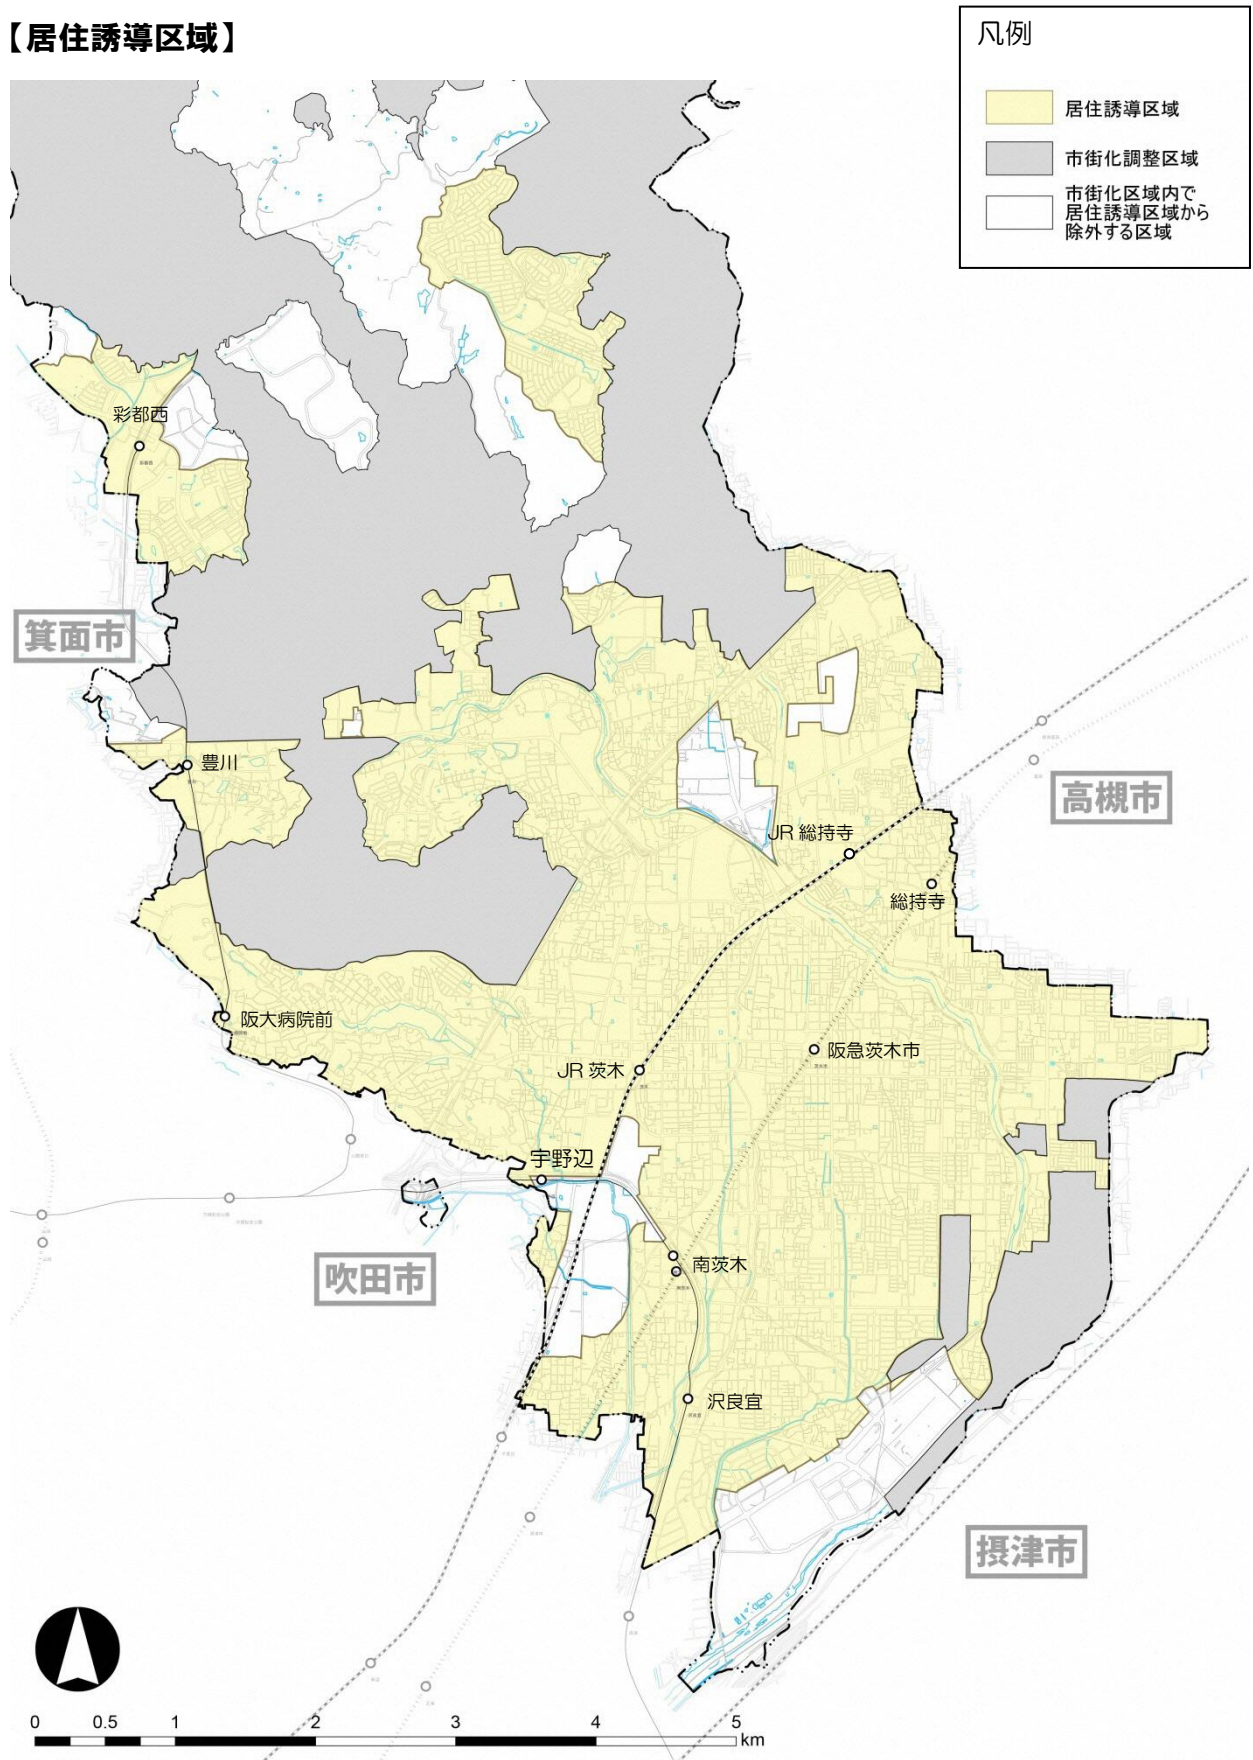 【居住誘導区域】
凡例
居住誘導区域
市街化調整区域
市街化区域内で
居住誘導区域から
除外する区域
彩都西
箕面市
豊川
高槻市
JR 総持寺
総持寺
阪大病院前
阪急茨木市
JR 茨木
宇野辺
吹田市
南茨木
沢良宜
摂津市
0 0.5 1 2 3 4 5
km